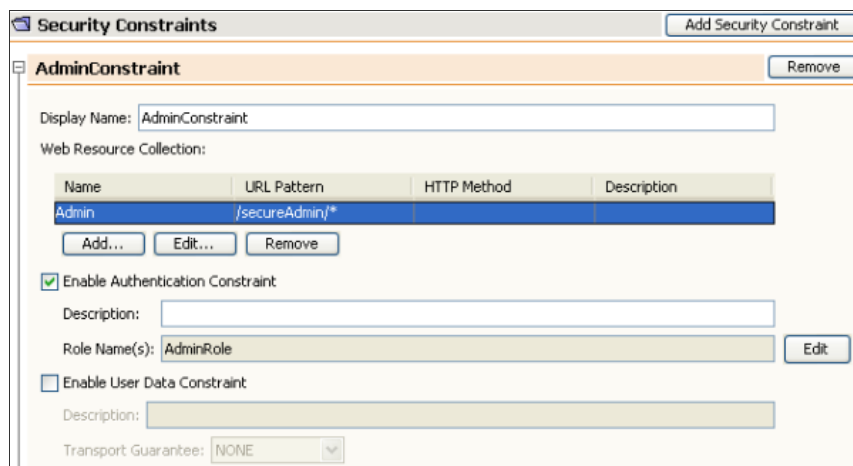 Security Constraints Add Security Constraint
AdminConstraint Remove
Display Name: AdminConstraint
Web Resource Collection:
Name URL Pattern HTTP Method Description
Admin /secureAdmin/*
Add... Edit... Remove
Enable Authentication Constraint
Description:
Role Name(s): AdminRole Edit
Enable User Data Constraint
Description:
Transport Guarantee: NONE